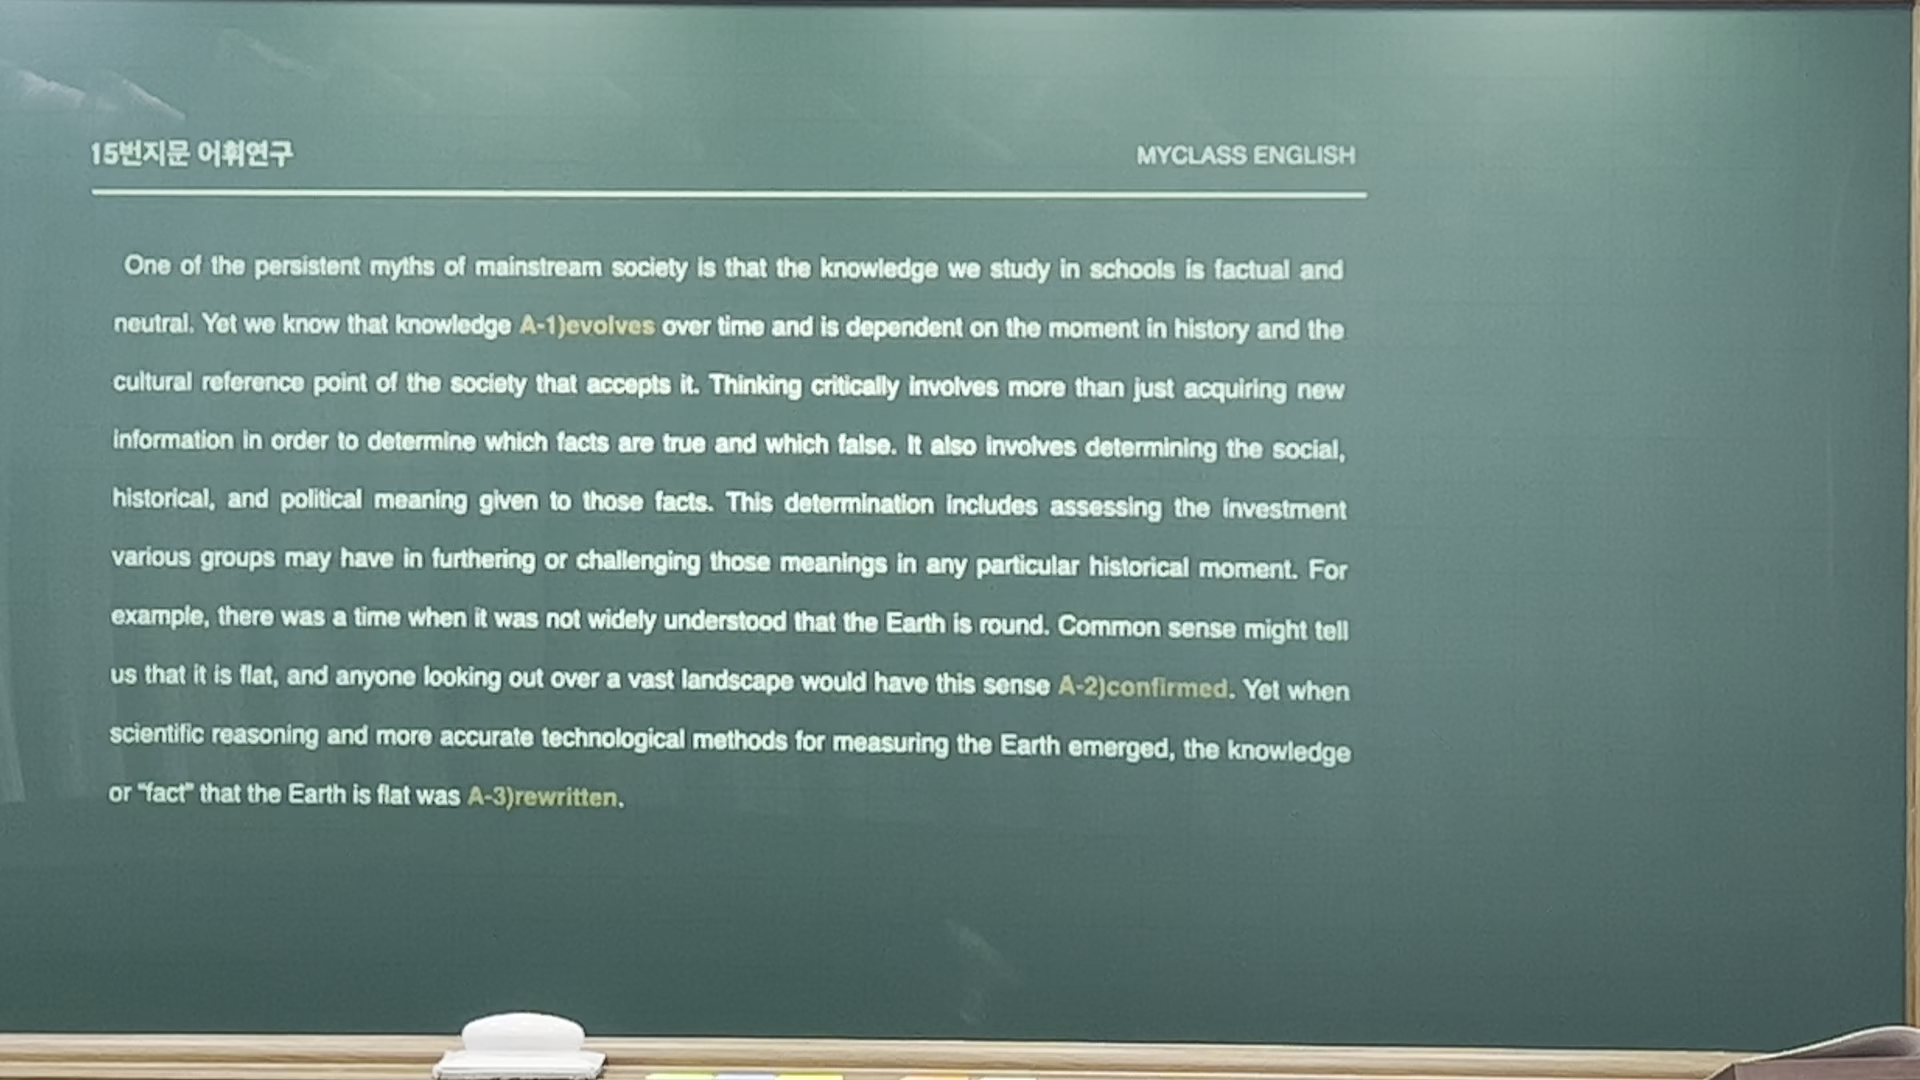 15번지문 어휘연구 MYCLASS ENGLISH
One of the persistent myths of mainstream society is that the knowledge we study in schools is factual and
neutral. Yet we know that knowledge A-1)evolves over time and is dependent on the moment in history and the
cultural reference point of the society that accepts it. Thinking critically involves more than just acquiring new
information in order to determine which facts are true and which false. It also involves determining the social,
historical, and political meaning given to those facts. This determination includes assessing the investment
various groups may have in furthering or challenging those meanings in any particular historical moment. For
example, there was a time when it was not widely understood that the Earth is round. Common sense might tell
us that it is flat, and anyone looking out over a vast landscape would have this sense A-2)confirmed. Yet when
scientific reasoning and more accurate technological methods for measuring the Earth emerged, the knowledge
or "fact" that the Earth is flat was A-3)rewritten.